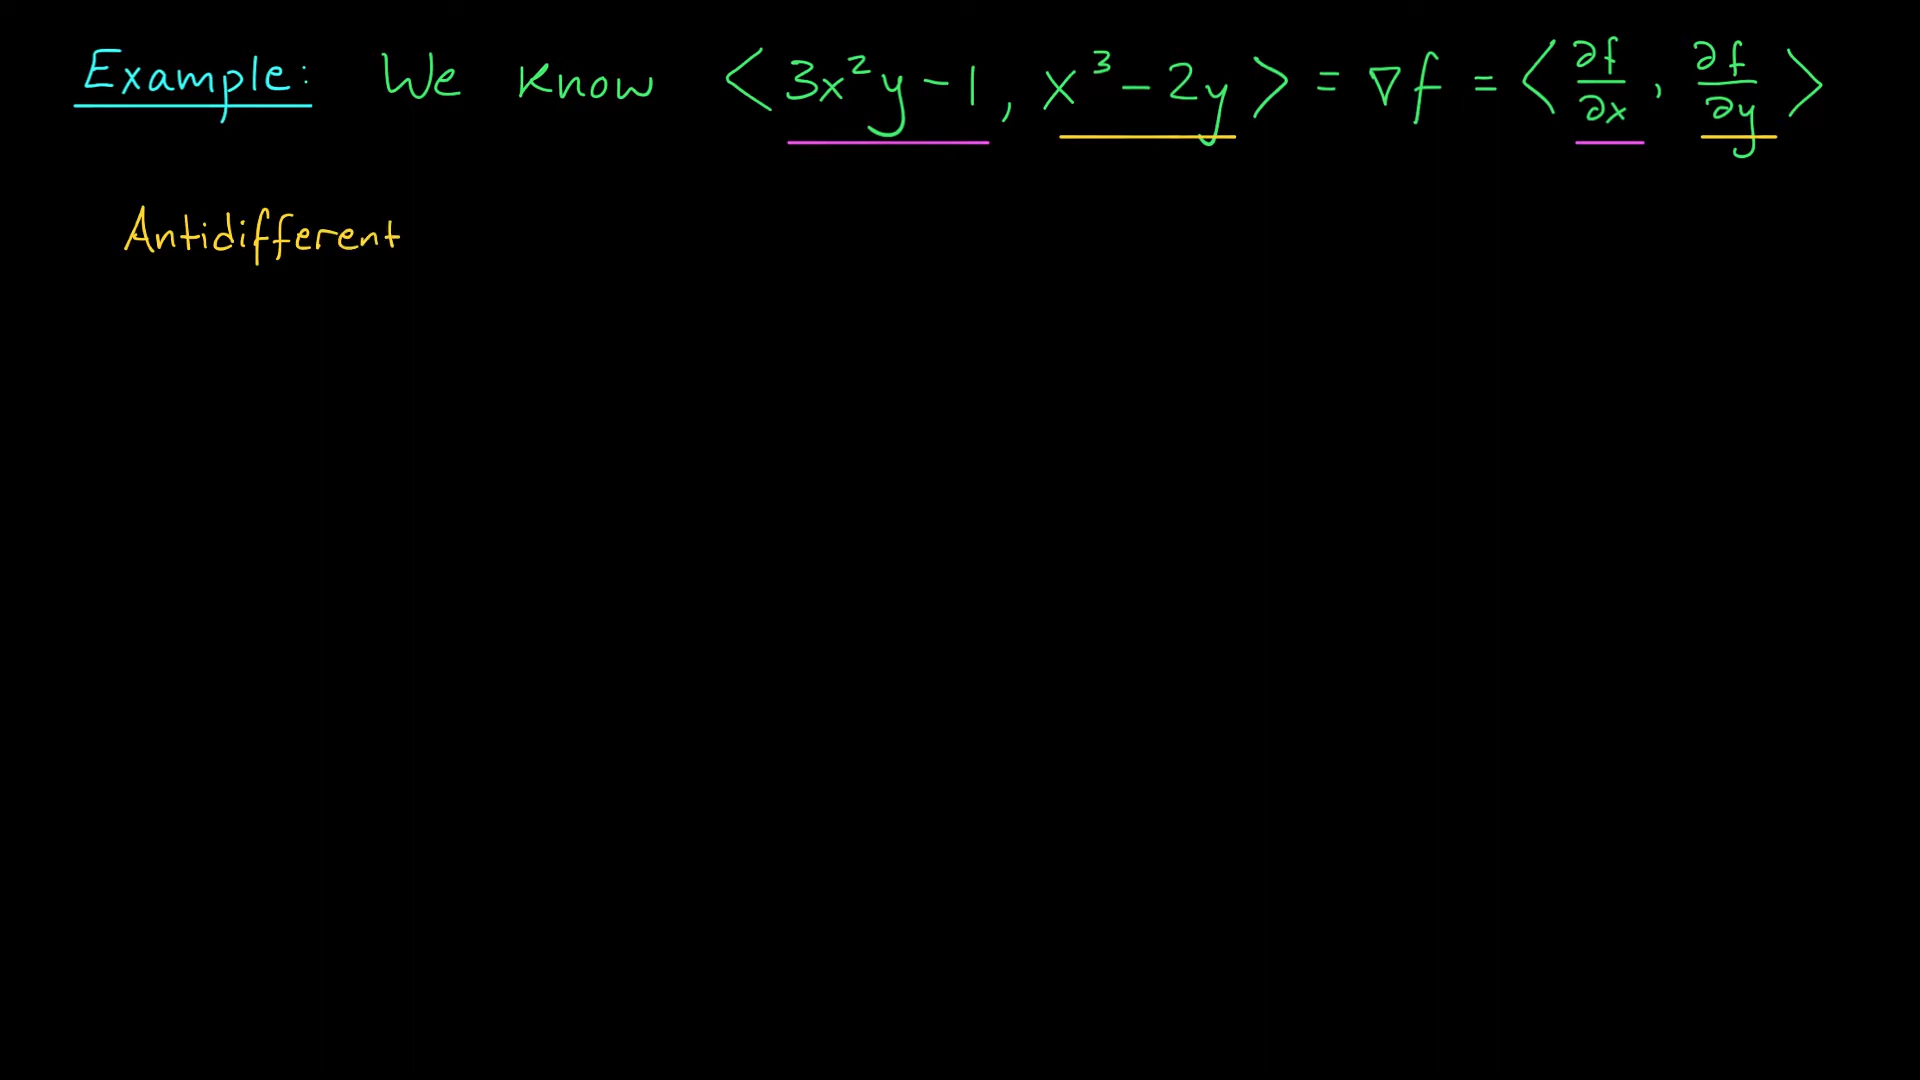 Example: We know <3x²y-1, x³-2y> = ∇f = <∂f/∂x, ∂f/∂y>
Antidifferent